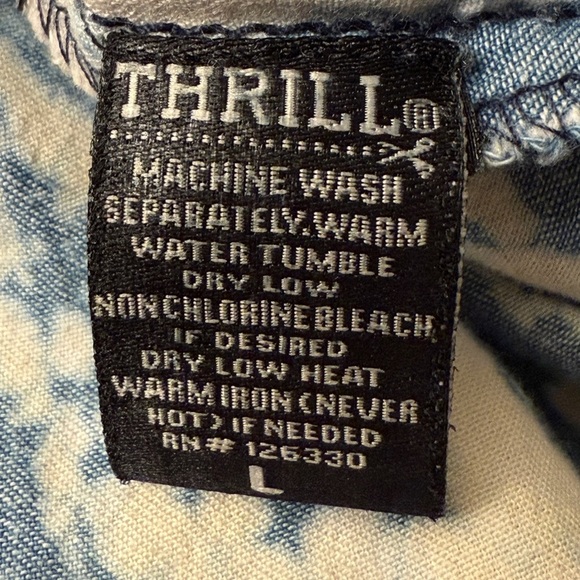 THRILL®
MACHINE WASH
SEPARATELY.WARM
WATER TUMBLE
DRY LOW
NONCHLORINE BLEACH
IF DESIRED
DRY LOW HEAT
WARM IRON (NEVER
HOT) IF NEEDED
RN# 126330
L